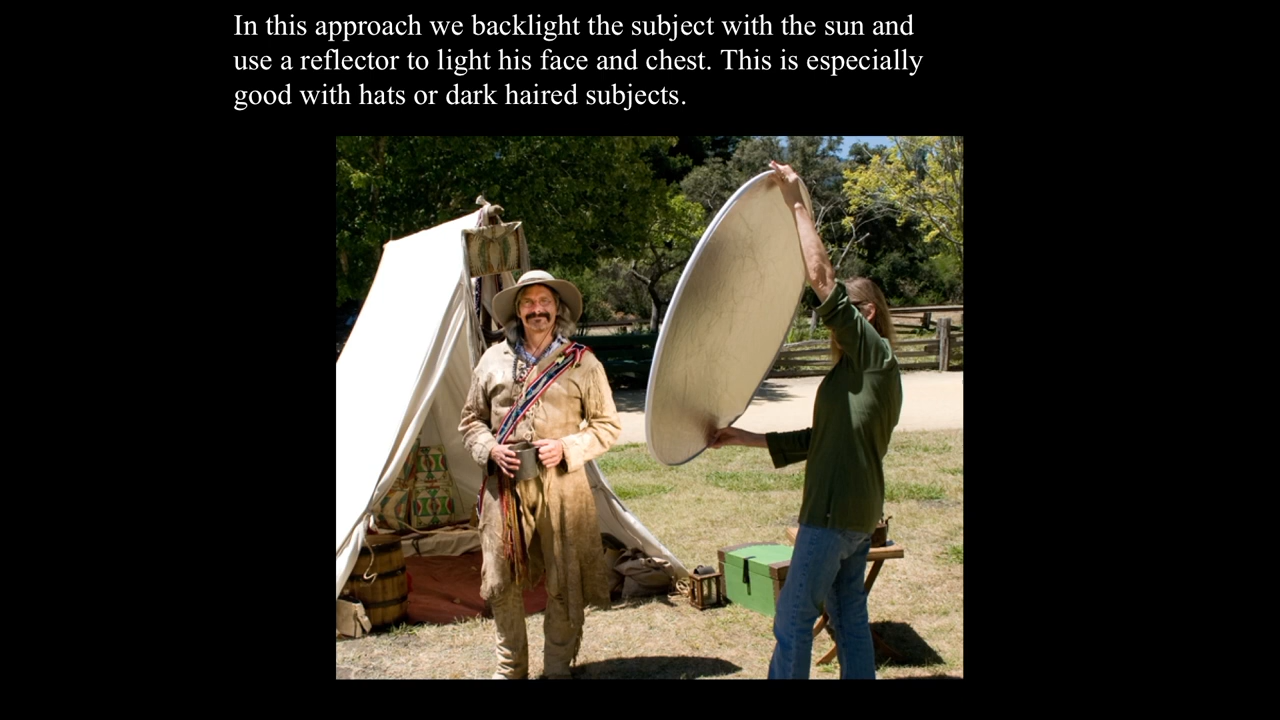 In this approach we backlight the subject with the sun and
use a reflector to light his face and chest. This is especially
good with hats or dark haired subjects.